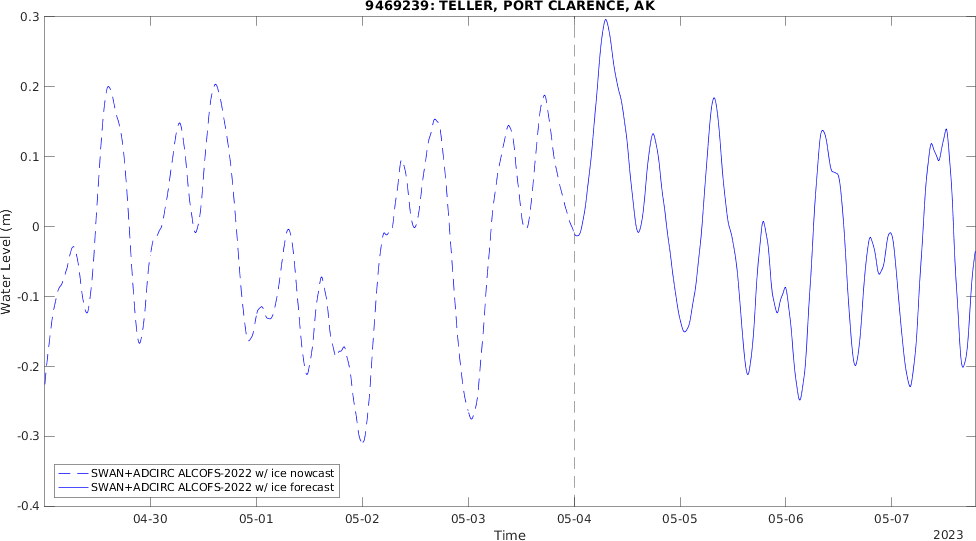 9469239: TELLER, PORT CLARENCE, AK
Water Level (m)
0.3
0.2
0.1
0
-0.1
-0.2
-0.3
-0.4
SWAN+ADCIRC ALCOFS-2022 w/ ice nowcast
SWAN+ADCIRC ALCOFS-2022 w/ ice forecast
04-30 05-01 05-02 05-03 05-04 05-05 05-06 05-07
Time
2023